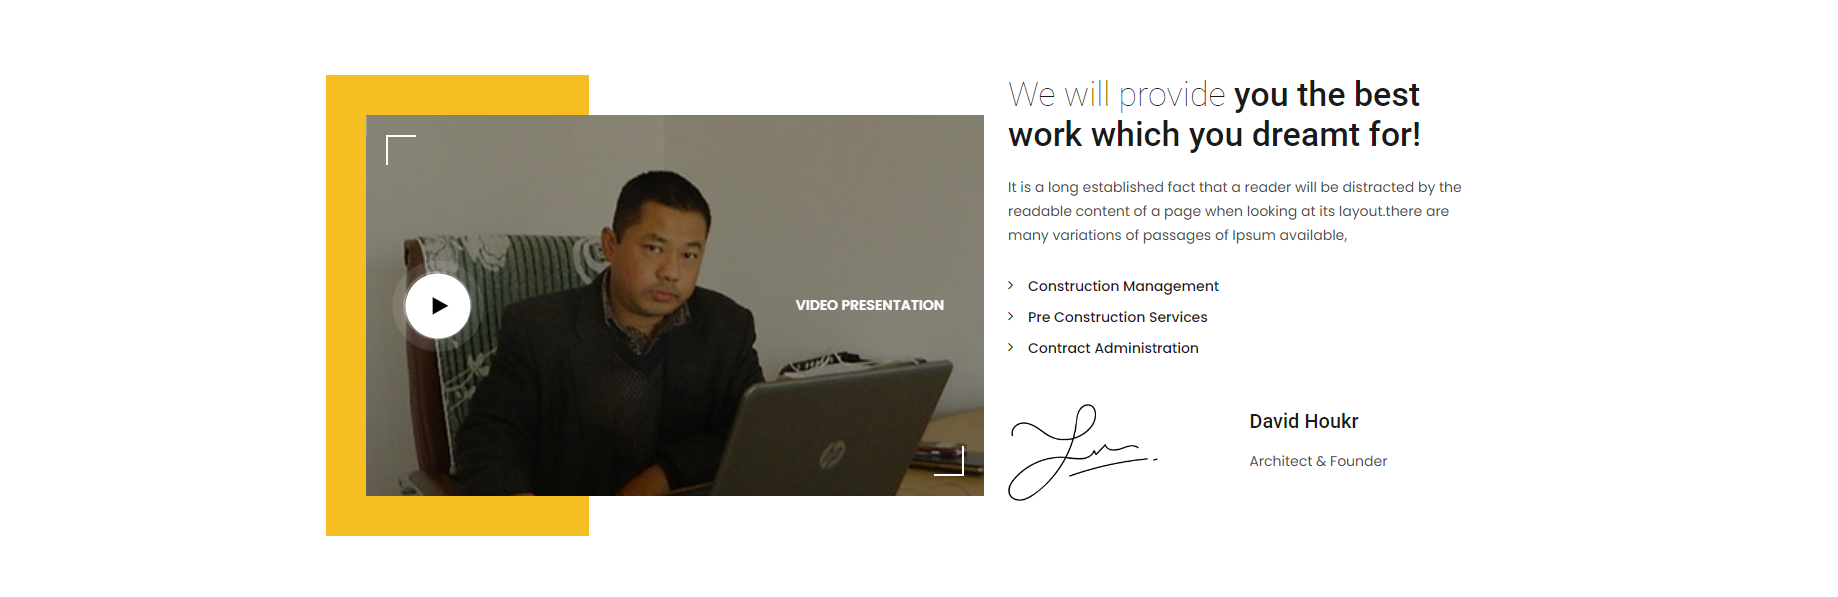 We will provide you the best
work which you dreamt for!
It is a long established fact that a reader will be distracted by the
readable content of a page when looking at its layout.there are
many variations of passages of Ipsum available,
VIDEO PRESENTATION
Construction Management
Pre Construction Services
Contract Administration
hp
David Houkr
Architect & Founder